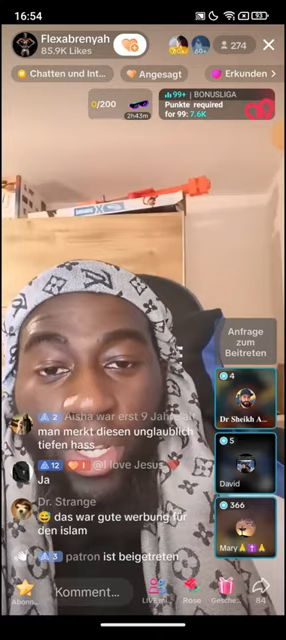 16:54
93
Flexabrenyah
85.9K Likes
274
Chatten und Int...
Angesagt
Erkunden >
0/200
2h43m
99+ | BONUSLIGA
Punkte required
for 99: 7.6K
Anfrage
zum
Beitreten
4
Dr Sheikh A...
2 Aisha war erst 9 Jahre alt
man merkt diesen unglaublich
tiefen hass
5
David
12 1 @I love Jesus
Ja
Dr. Strange
das war gute werbung für
den islam
366
Mary
3 patron ist beigetreten
Abonn...
Komment...
Rose
Gesche...
84